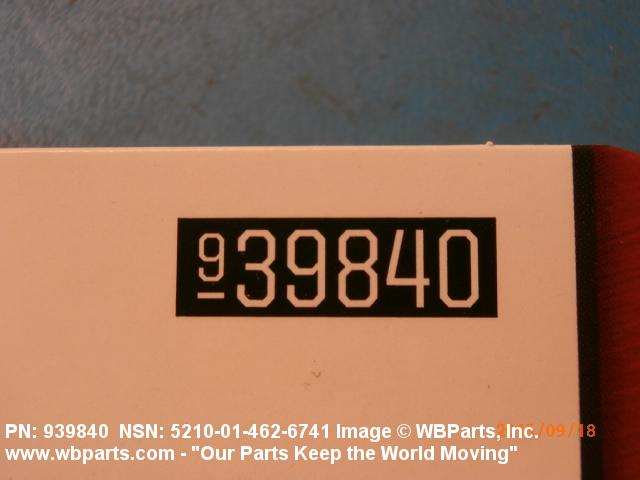 939840
PN: 939840 NSN: 5210-01-462-6741 Image © WBParts, Inc.
www.wbparts.com - "Our Parts Keep the World Moving"